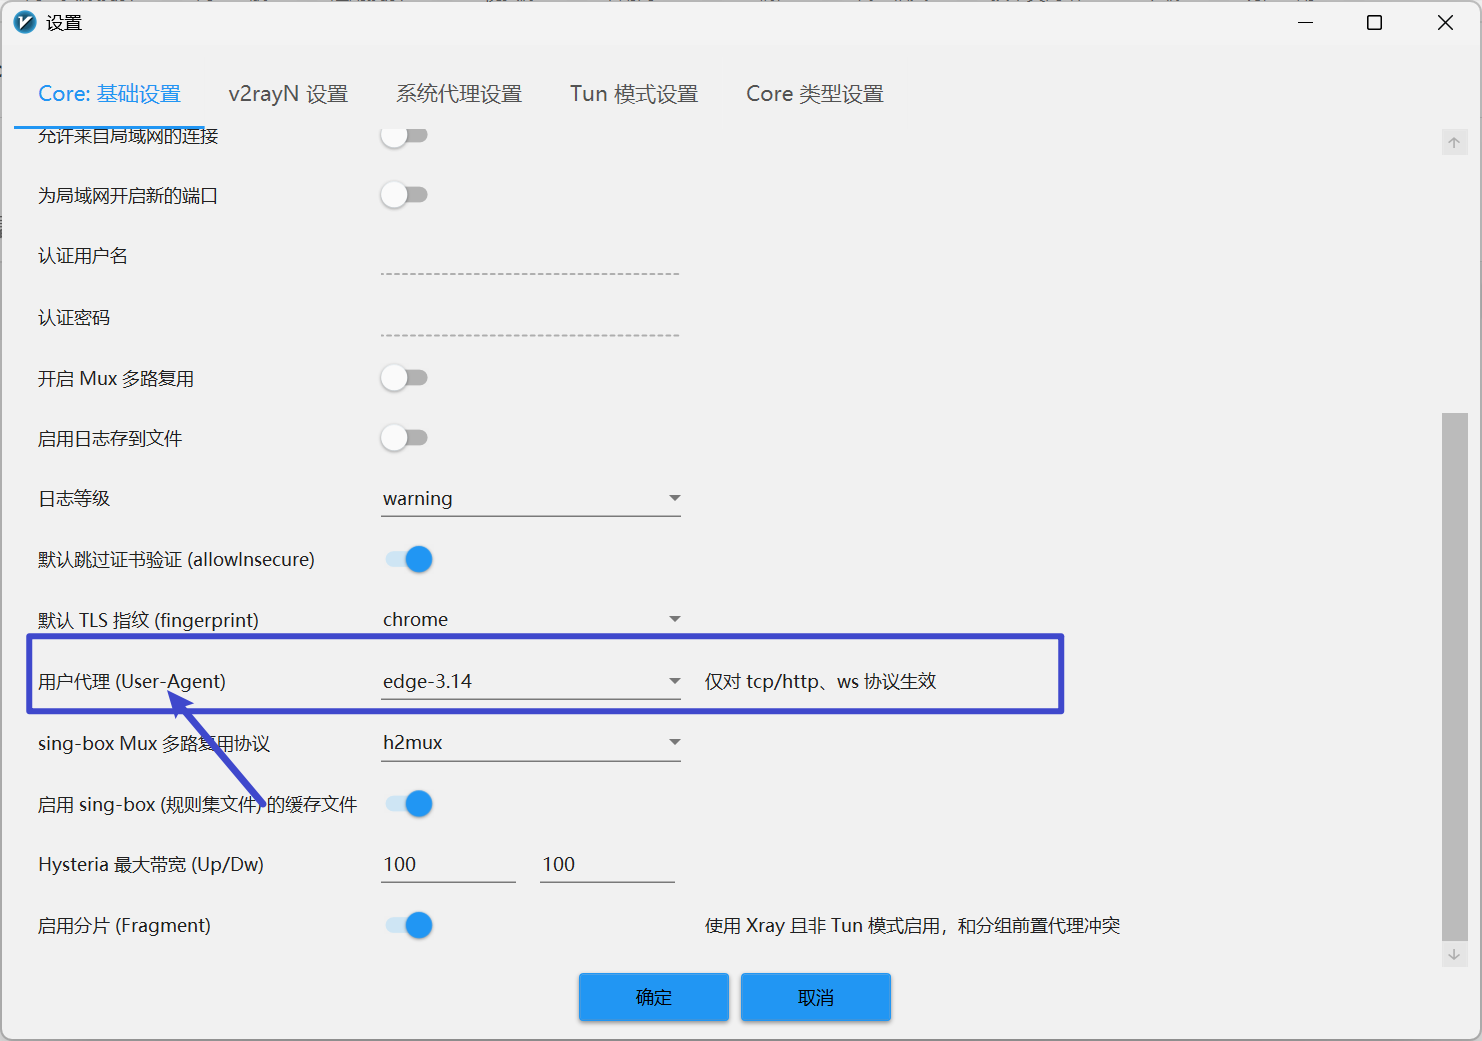 设置
Core: 基础设置 v2rayN 设置 系统代理设置 Tun 模式设置 Core 类型设置
允许来自局域网的连接
为局域网开启新的端口
认证用户名
认证密码
开启 Mux 多路复用
启用日志存到文件
日志等级 warning
默认跳过证书验证 (allowInsecure)
默认 TLS 指纹 (fingerprint) chrome
用户代理 (User-Agent) edge-3.14 仅对 tcp/http、ws 协议生效
sing-box Mux 多路复用协议 h2mux
启用 sing-box (规则集文件) 的缓存文件
Hysteria 最大带宽 (Up/Dw) 100 100
启用分片 (Fragment) 使用 Xray 且非 Tun 模式启用，和分组前置代理冲突
确定 取消